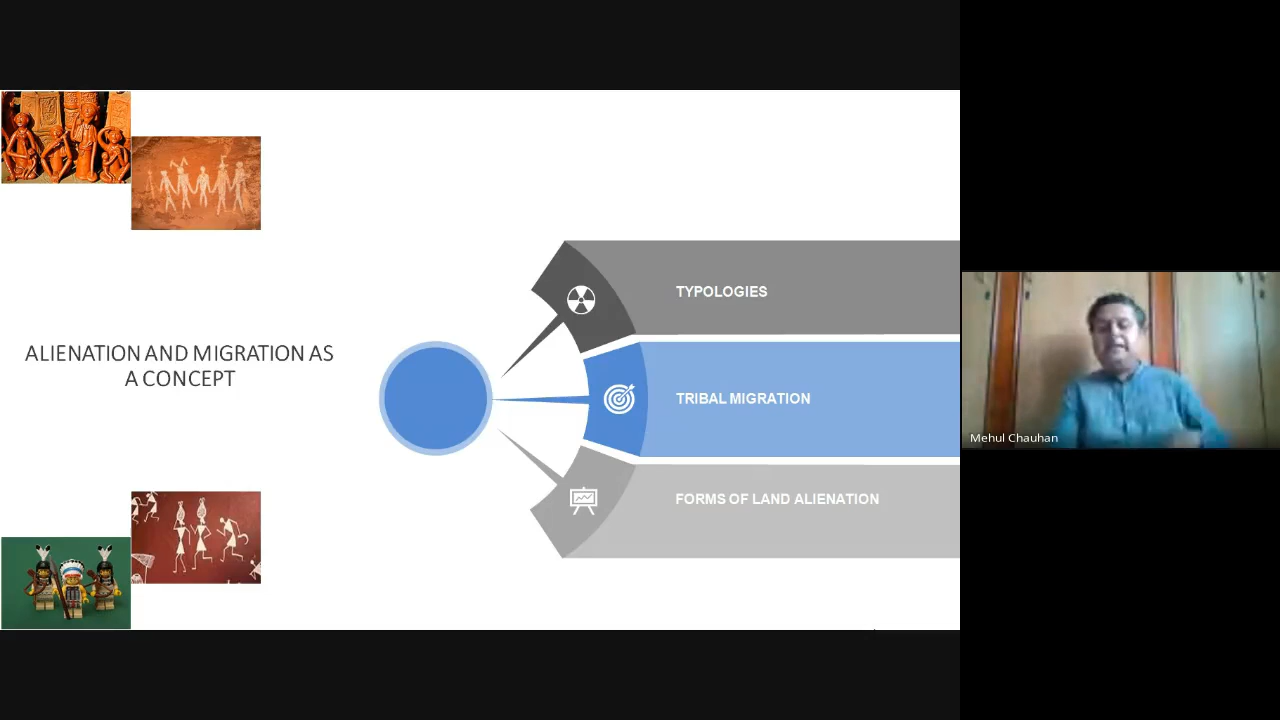 ALIENATION AND MIGRATION AS
A CONCEPT
TYPOLOGIES
TRIBAL MIGRATION
FORMS OF LAND ALIENATION
Mehul Chauhan